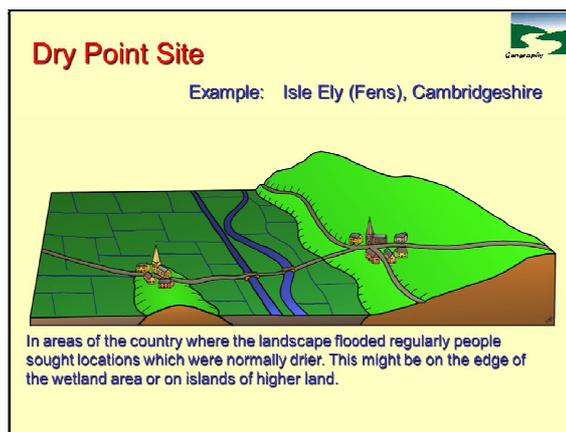 Dry Point Site
Geography
Example: Isle Ely (Fens), Cambridgeshire
In areas of the country where the landscape flooded regularly people
sought locations which were normally drier. This might be on the edge of
the wetland area or on islands of higher land.